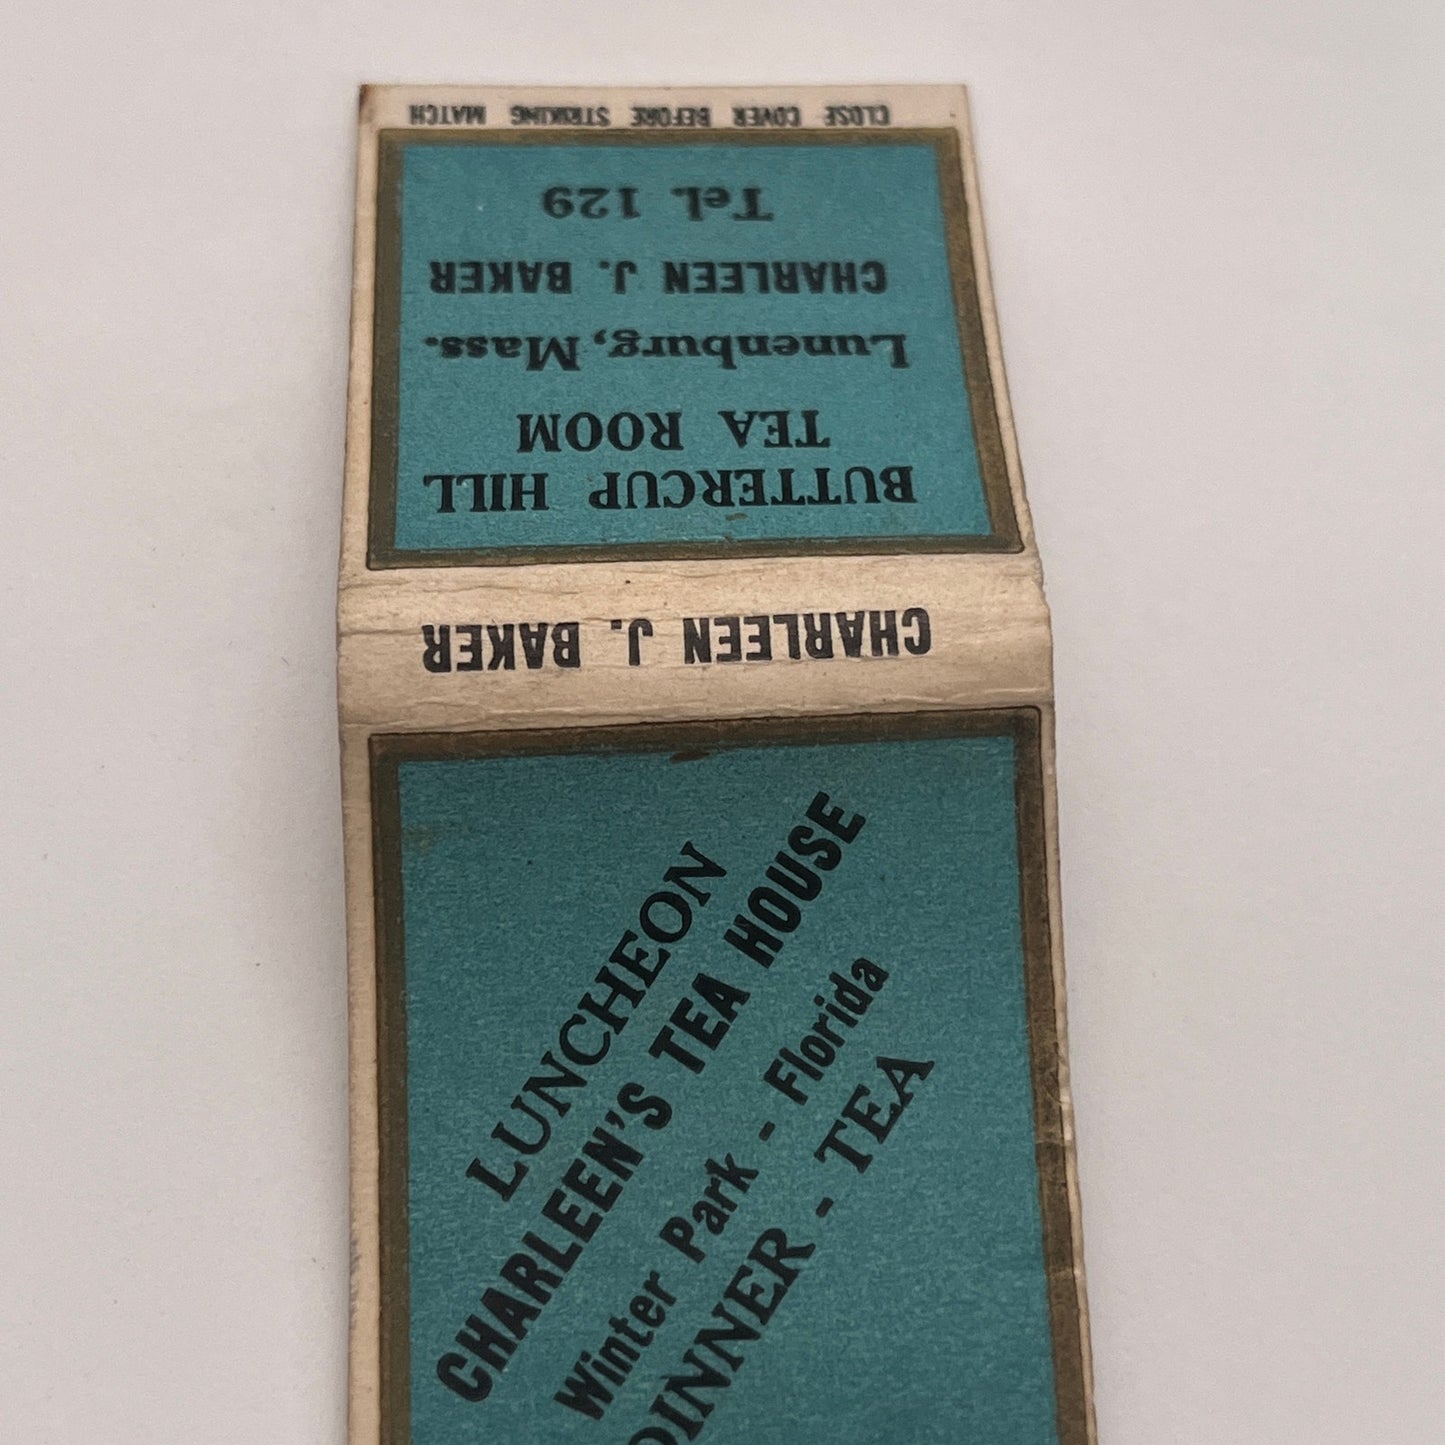 LUNCHEON
CHARLEEN'S TEA HOUSE
Winter Park - Florida
DINNER - TEA
CHARLEEN J. BAKER
BUTTERCUP HILL
TEA ROOM
Lunenburg, Mass.
CHARLEEN J. BAKER
Tel. 129
CLOSE COVER BEFORE STRIKING MATCH